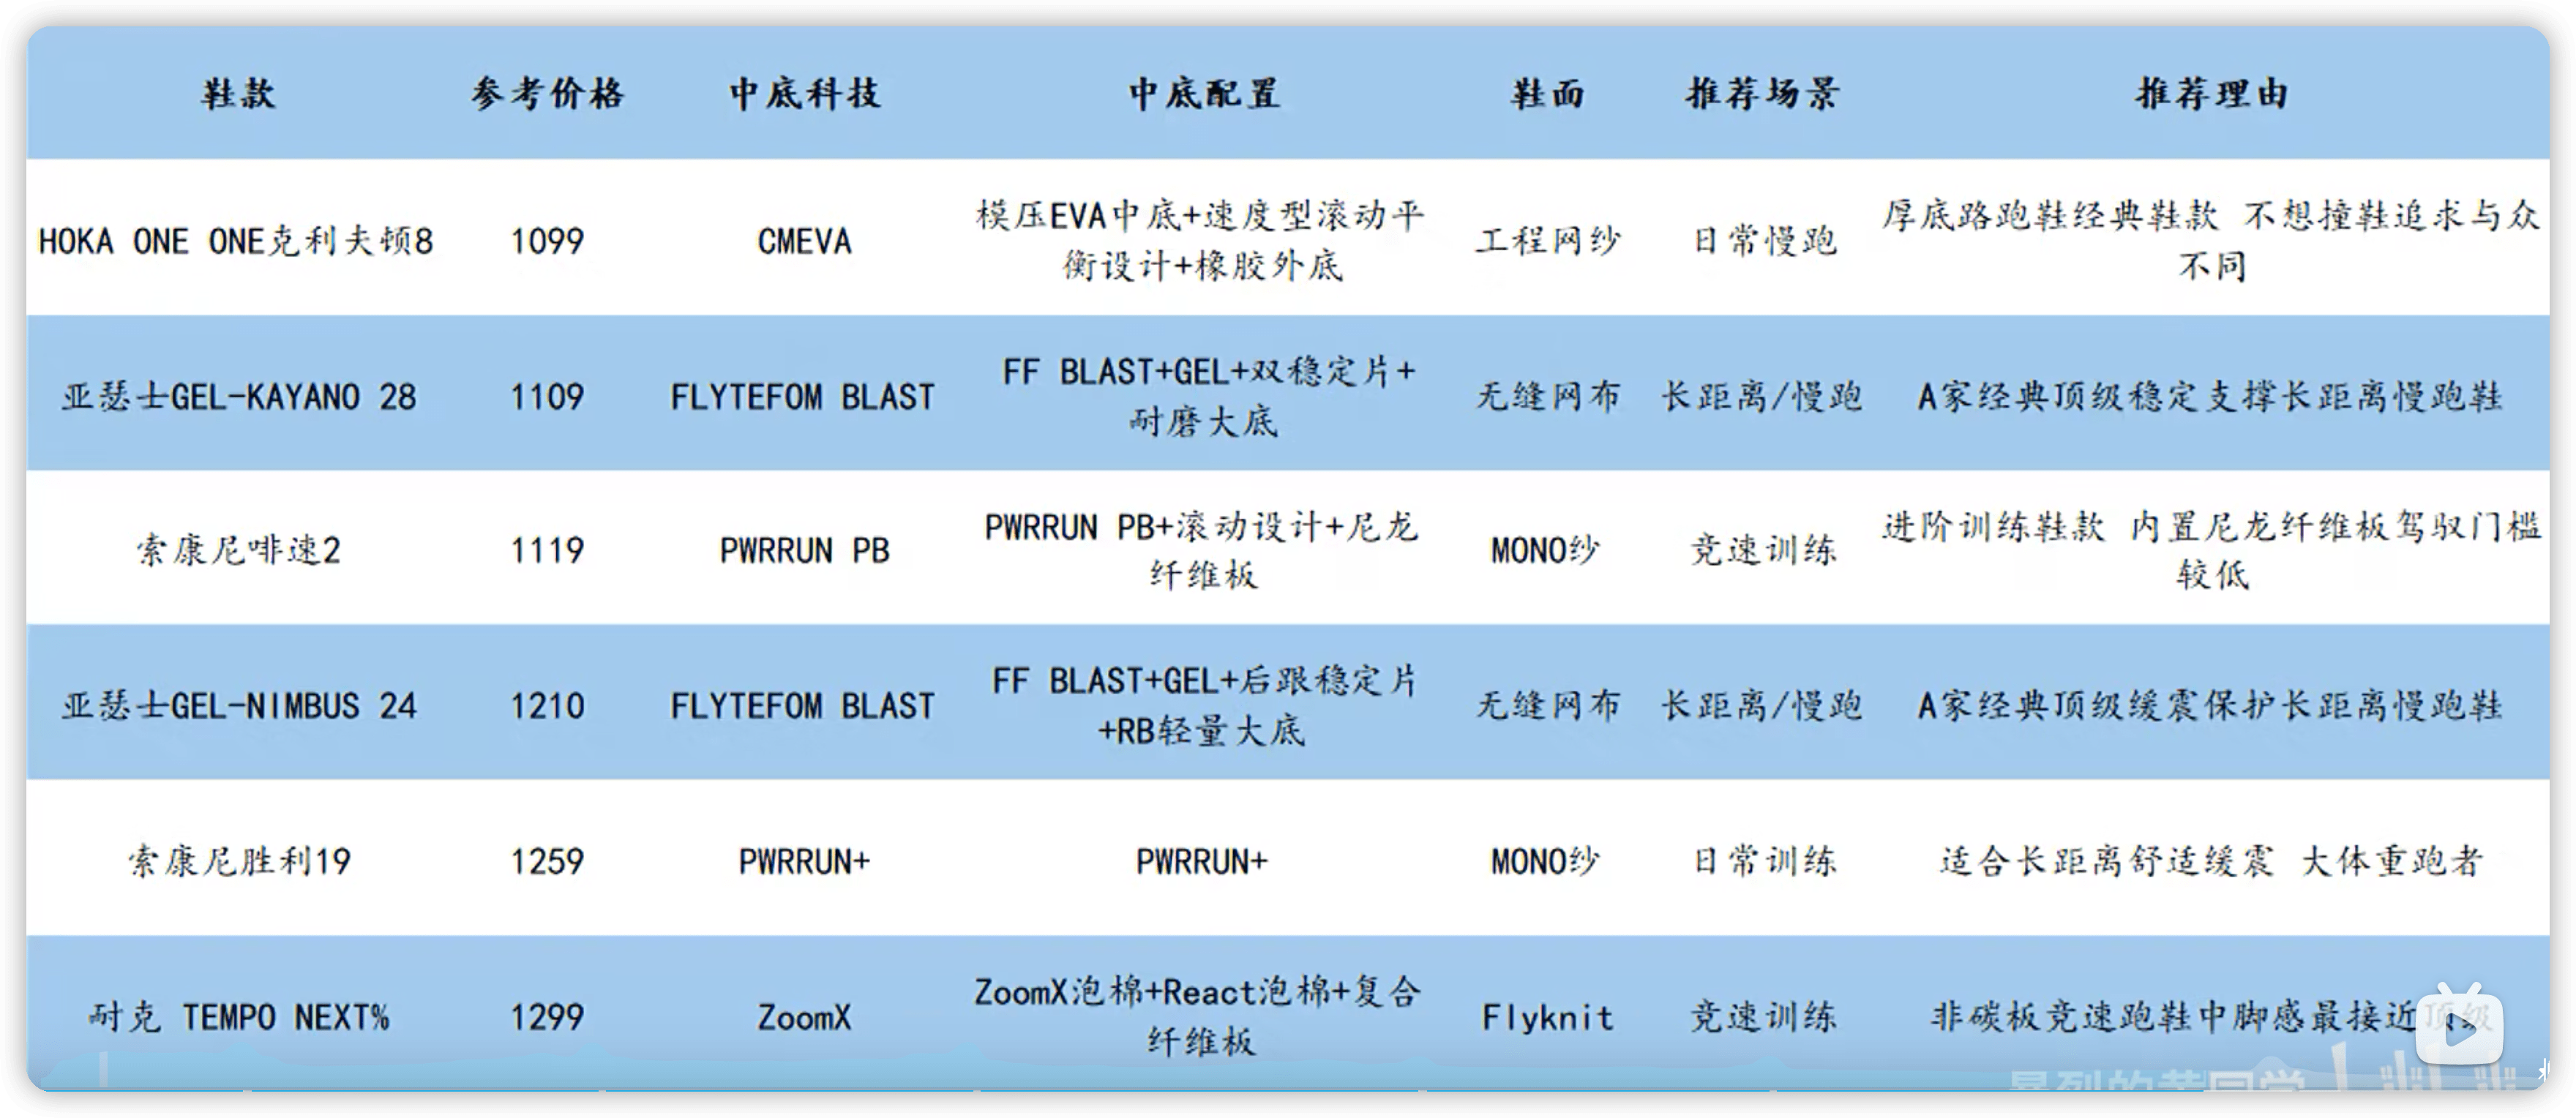 鞋款 参考价格 中底科技 中底配置 鞋面 推荐场景 推荐理由
HOKA ONE ONE克利夫顿8 1099 CMEVA 模压EVA中底+速度型滚动平 工程网纱 日常慢跑 厚底路跑鞋经典鞋款 不想撞鞋追求与众
衡设计+橡胶外底 不同
亚瑟士GEL-KAYANO 28 1109 FLYTEFOM BLAST FF BLAST+GEL+双稳定片+ 无缝网布 长距离/慢跑 A家经典顶级稳定支撑长距离慢跑鞋
耐磨大底
索康尼啡速2 1119 PWRRUN PB PWRRUN PB+滚动设计+尼龙 MONO纱 竞速训练 进阶训练鞋款 内置尼龙纤维板驾驭门槛
纤维板 较低
亚瑟士GEL-NIMBUS 24 1210 FLYTEFOM BLAST FF BLAST+GEL+后跟稳定片 无缝网布 长距离/慢跑 A家经典顶级缓震保护长距离慢跑鞋
+RB轻量大底
索康尼胜利19 1259 PWRRUN+ PWRRUN+ MONO纱 日常训练 适合长距离舒适缓震 大体重跑者
耐克 TEMPO NEXT% 1299 ZoomX ZoomX泡棉+React泡棉+复合 Flyknit 竞速训练 非碳板竞速跑鞋中脚感最接近顶级
纤维板